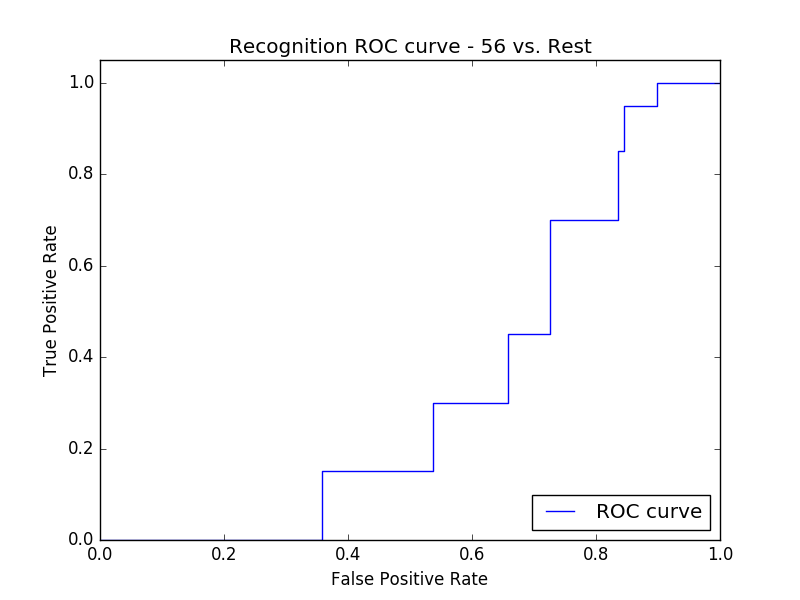 Recognition ROC curve - 56 vs. Rest
1.0
0.8
0.6
0.4
0.2
0.0
True Positive Rate
ROC curve
0.0 0.2 0.4 0.6 0.8 1.0
False Positive Rate